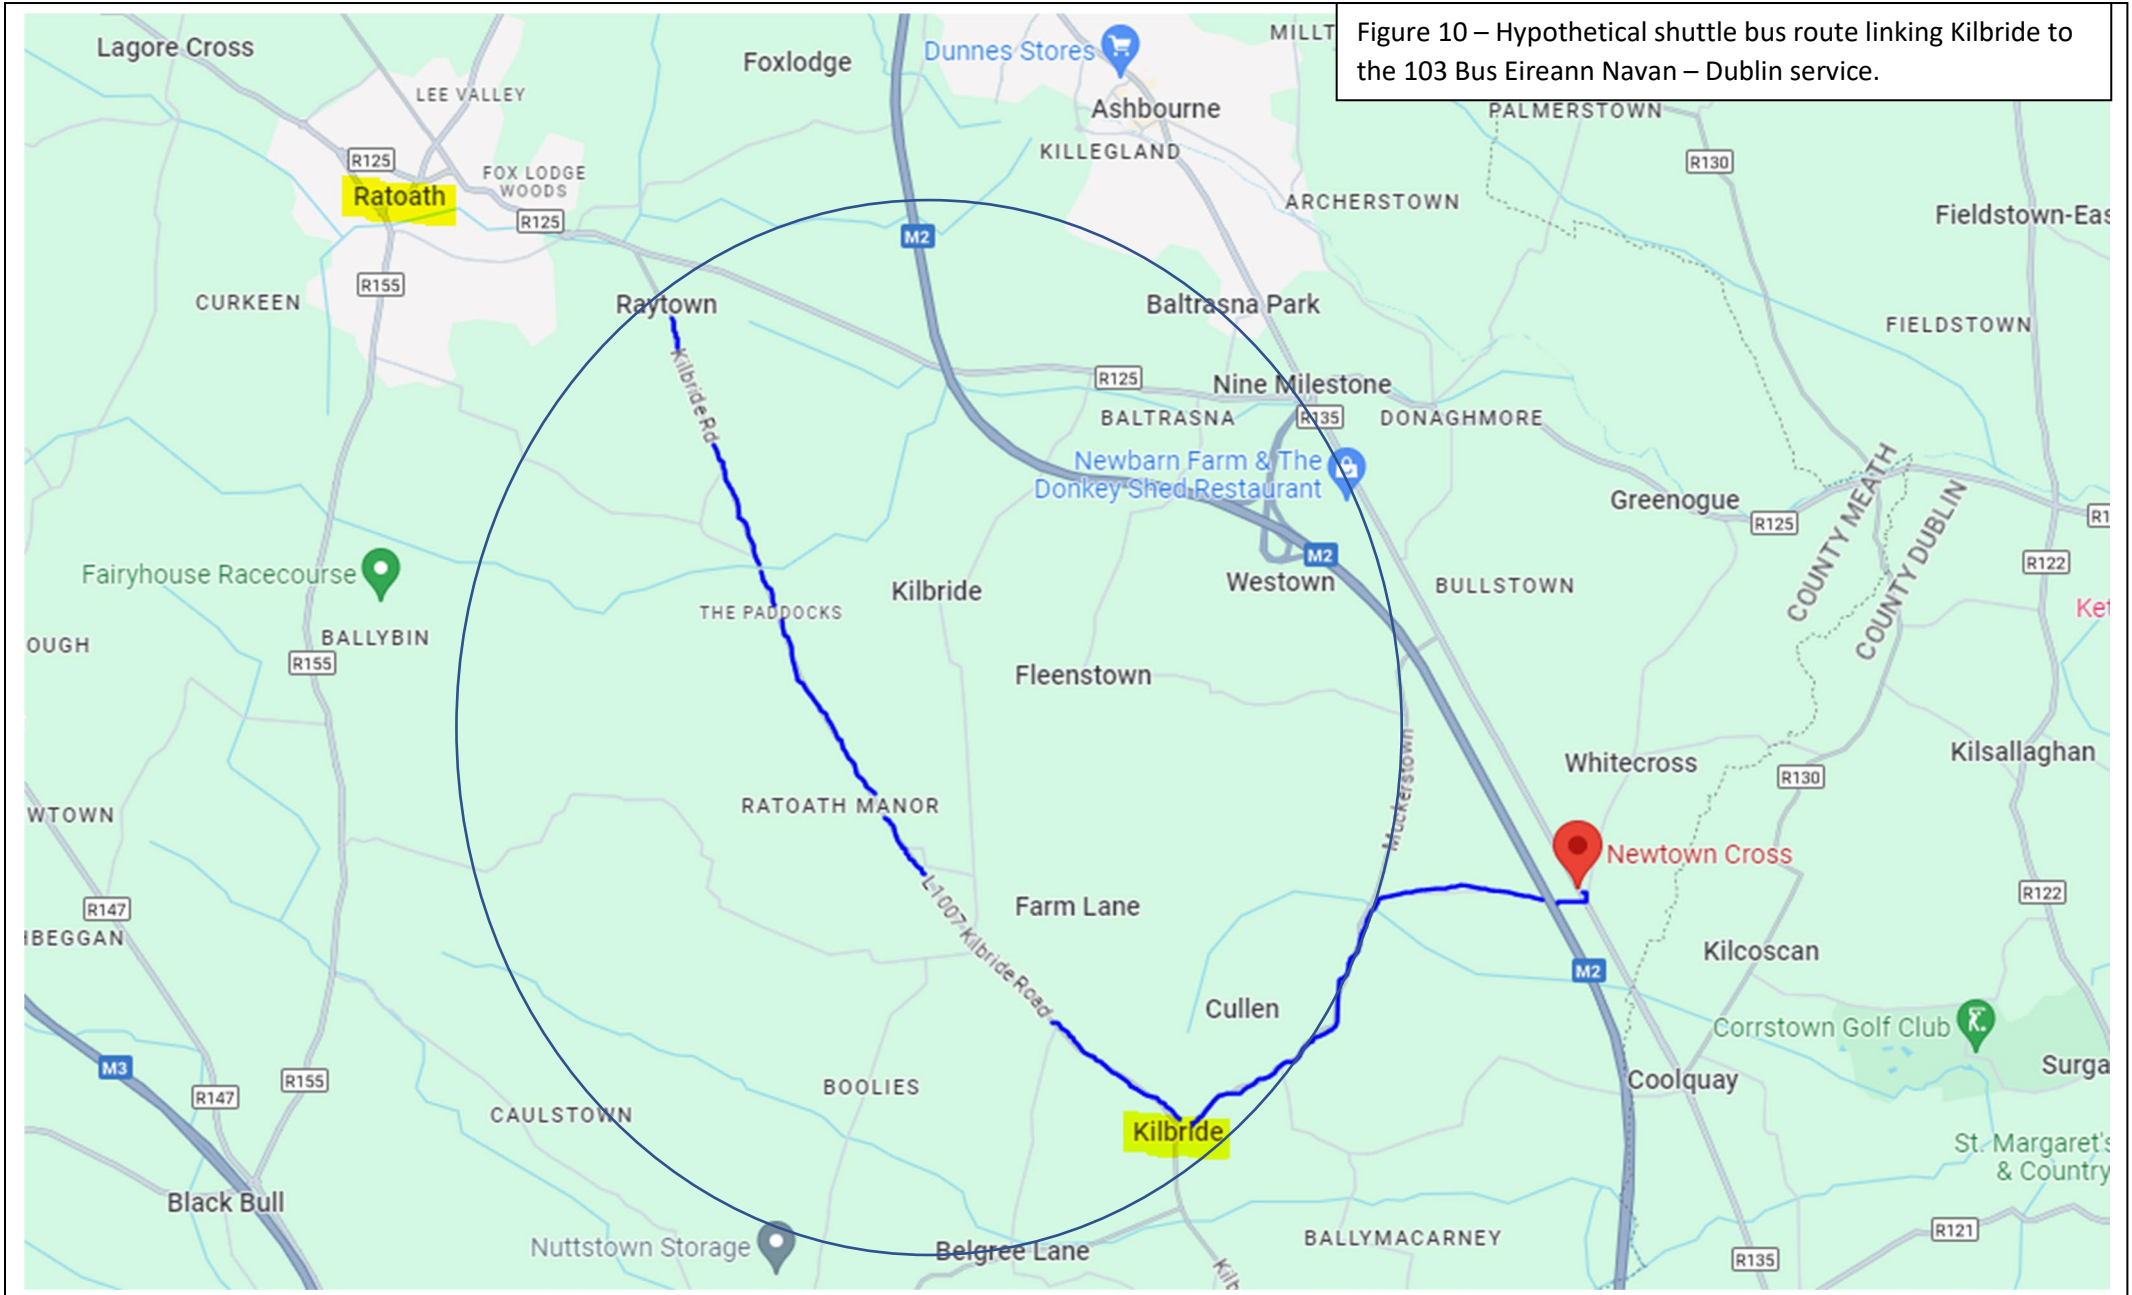 Figure 10 – Hypothetical shuttle bus route linking Kilbride to
the 103 Bus Eireann Navan – Dublin service.
Lagore Cross
Foxlodge
Dunnes Stores
MILLT
LEE VALLEY
Ashbourne
PALMERSTOWN
R125
FOX LODGE
WOODS
KILLEGLAND
R130
Ratoath
R125
ARCHERSTOWN
Fieldstown-Eas
M2
R155
CURKEEN
Raytown
Baltrasna Park
FIELDSTOWN
Kilbride Rd
R125
Nine Milestone
BALTRASNA
R135
DONAGHMORE
Newbarn Farm & The
Donkey Shed Restaurant
Greenogue
R125
COUNTY MEATH
COUNTY DUBLIN
R1
M2
R122
Fairyhouse Racecourse
Kilbride
Westown
BULLSTOWN
THE PADDOCKS
Ket
OUGH
BALLYBIN
R155
Fleenstown
Muckerstown
Whitecross
Kilsallaghan
R130
WTOWN
RATOATH MANOR
Newtown Cross
R147
L-1007 Kilbride Road
Farm Lane
R122
HBEGGAN
Kilcoscan
M2
Cullen
Corrstown Golf Club
M3
R155
R147
BOOLIES
Coolquay
Surga
CAULSTOWN
Kilbride
St. Margaret's
& Country
Black Bull
R121
Nuttstown Storage
Belgree Lane
BALLYMACARNEY
R135
Kilb